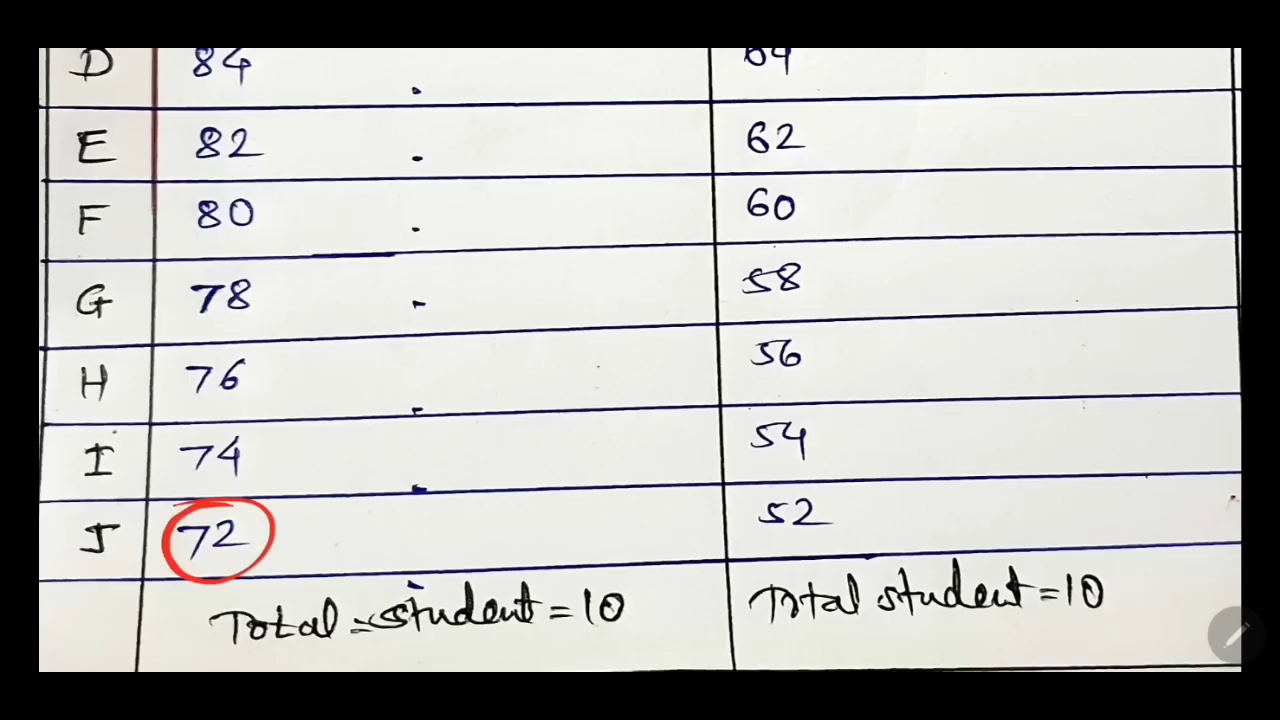 D 84 64
E 82 62
F 80 60
G 78 58
H 76 56
I 74 54
J 72 52
Total = student = 10 Total student = 10